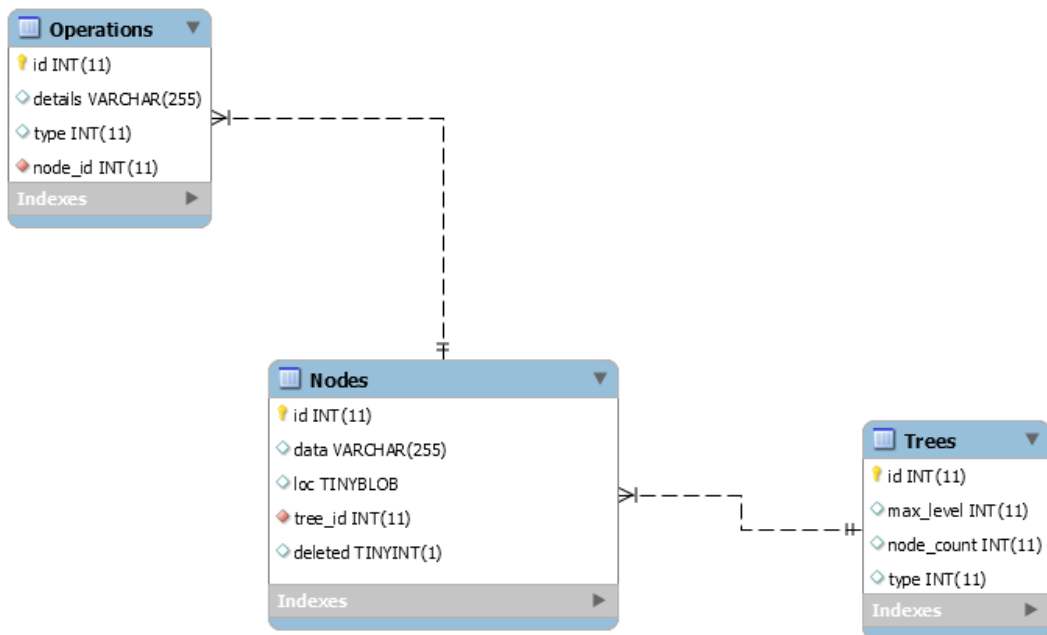 Operations
id INT(11)
details VARCHAR(255)
type INT(11)
node_id INT(11)
Indexes
Nodes
id INT(11)
data VARCHAR(255)
loc TINYBLOB
tree_id INT(11)
deleted TINYINT(1)
Indexes
Trees
id INT(11)
max_level INT(11)
node_count INT(11)
type INT(11)
Indexes